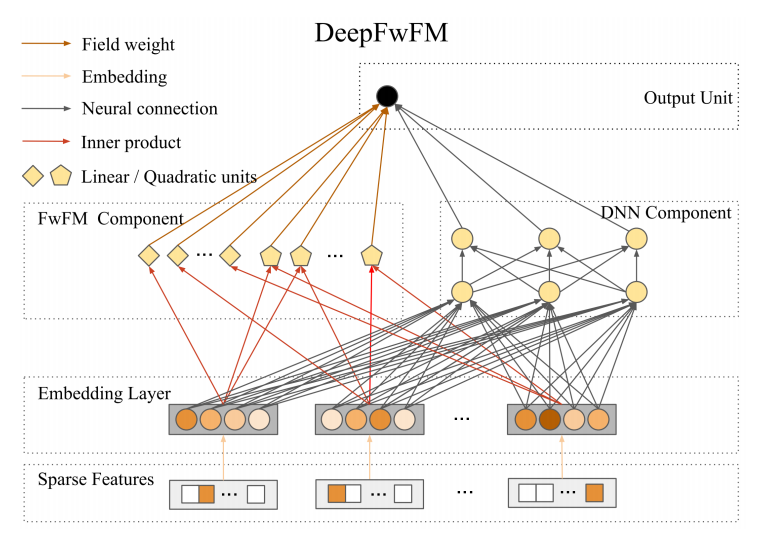 DeepFwFM
Field weight
Embedding
Neural connection
Inner product
Linear / Quadratic units
Output Unit
FwFM Component
DNN Component
...
...
Embedding Layer
...
Sparse Features
...
...
...
...